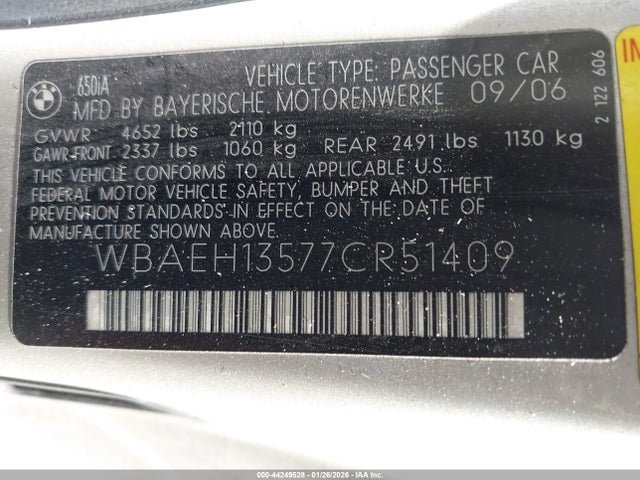 BMW
650iA
VEHICLE TYPE: PASSENGER CAR
MFD BY BAYERISCHE MOTORENWERKE 09/06
GVWR 4652 lbs 2110 kg
GAWR-FRONT 2337 lbs 1060 kg REAR 2491 lbs 1130 kg
THIS VEHICLE CONFORMS TO ALL APPLICABLE U.S.
FEDERAL MOTOR VEHICLE SAFETY, BUMPER AND THEFT
PREVENTION STANDARDS IN EFFECT ON THE DATE OF
MANUFACTURE SHOWN ABOVE.
WBAEH13577CR51409
2 122 606
000-44249528 - 01/26/2026 - Copyright © IAA, Inc.